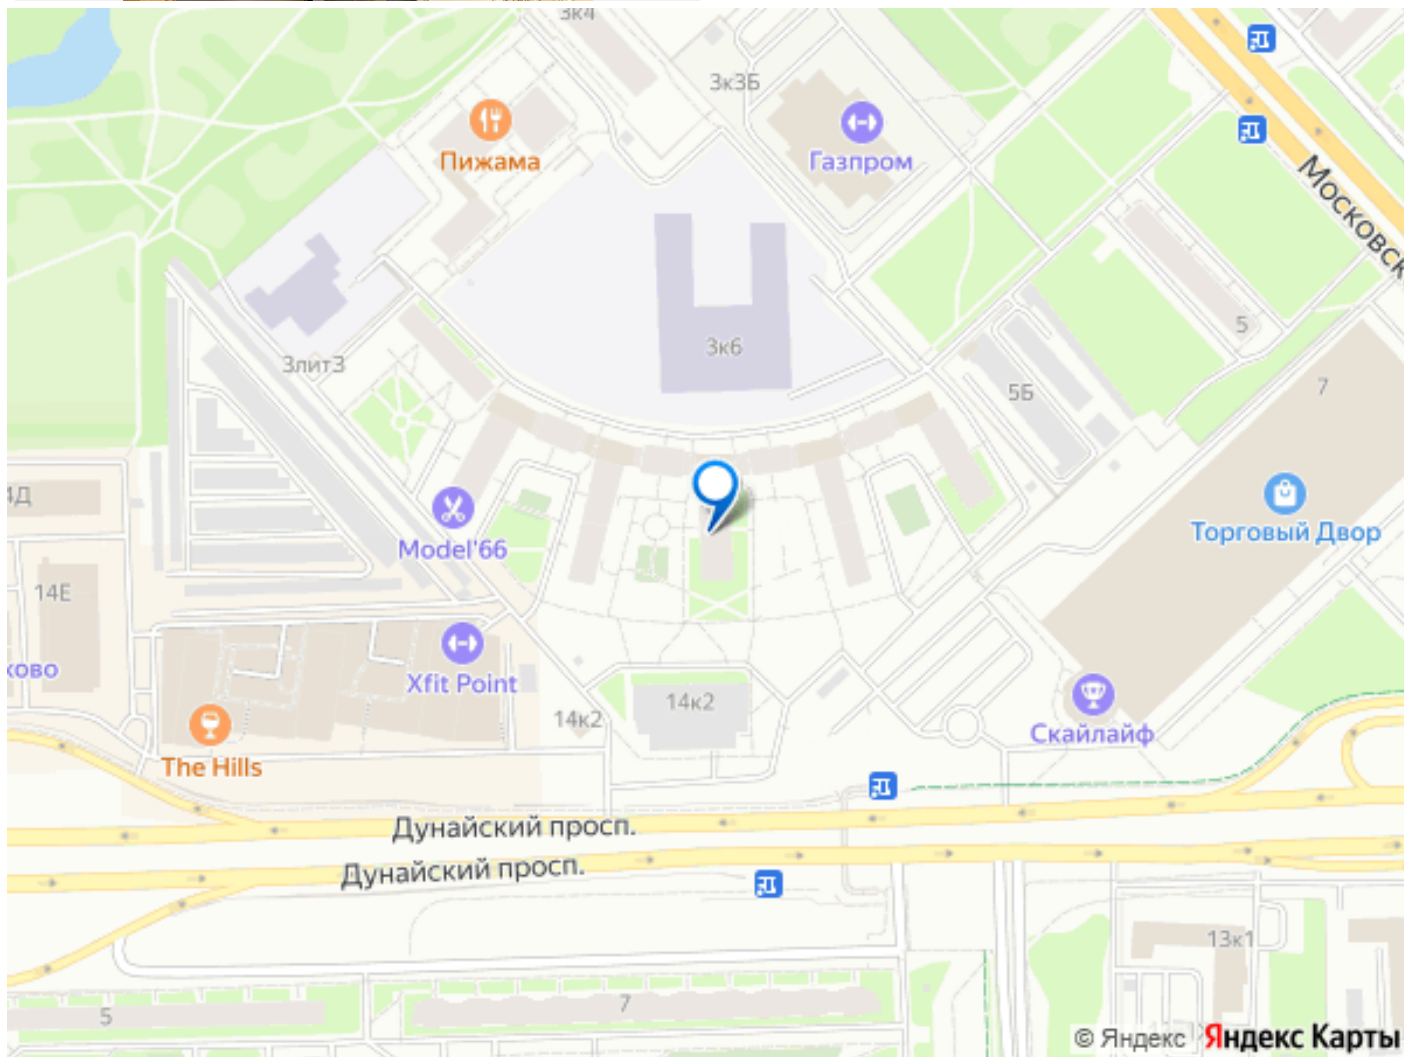 3к4
3к3Б
Пижама
Газпром
Московск
3к6
5
3литЗ
5Б
7
4Д
Торговый Двор
Model'66
14Е
ково
Xfit Point
14к2
14к2
Скайлайф
The Hills
Дунайский просп.
Дунайский просп.
13к1
7
5
© Яндекс Яндекс Карты